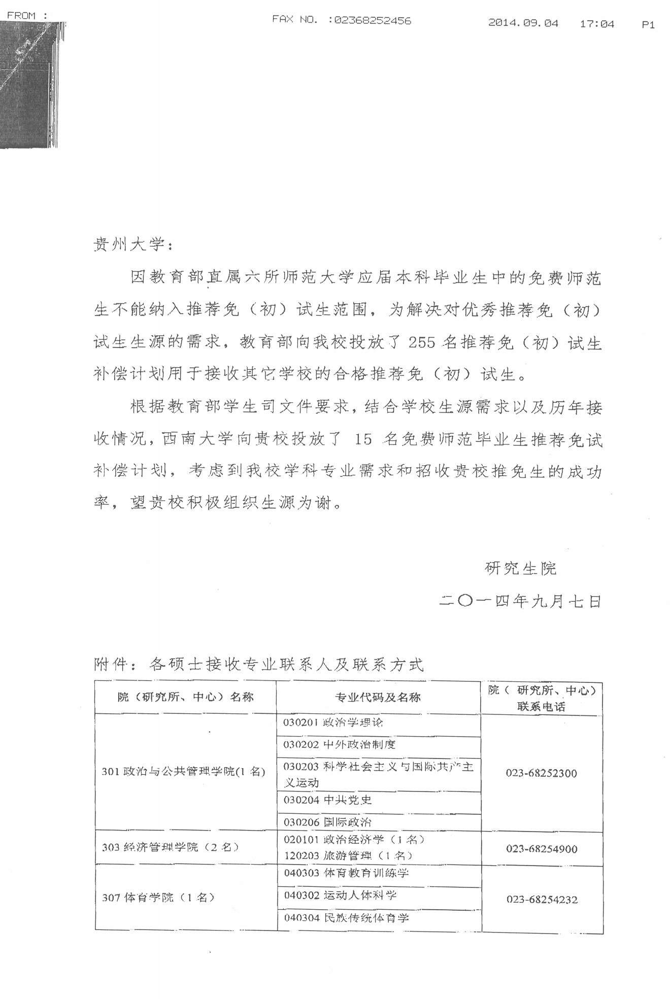 FROM :
FAX NO. :02368252456
2014.09.04 17:04 P1
贵州大学：
因教育部直属六所师范大学应届本科毕业生中的免费师范
生不能纳入推荐免（初）试生范围，为解决对优秀推荐免（初）
试生生源的需求，教育部向我校投放了 255 名推荐免（初）试生
补偿计划用于接收其它学校的合格推荐免（初）试生。
根据教育部学生司文件要求，结合学校生源需求以及历年接
收情况，西南大学向贵校投放了 15 名免费师范毕业生推荐免试
补偿计划，考虑到我校学科专业需求和招收贵校推免生的成功
率，望贵校积极组织生源为谢。
研究生院
二〇一四年九月七日
附件：各硕士接收专业联系人及联系方式
院（研究所、中心）名称
专业代码及名称
院（ 研究所、中心）
联系电话
301 政治与公共管理学院(1 名)
030201 政治学理论
030202 中外政治制度
030203 科学社会主义与国际共产主
义运动
030204 中共党史
030206 国际政治
023-68252300
303 经济管理学院（2 名）
020101 政治经济学（1 名）
120203 旅游管理（1 名）
023-68254900
307 体育学院（1 名）
040303 体育教育训练学
040302 运动人体科学
040304 民族传统体育学
023-68254232